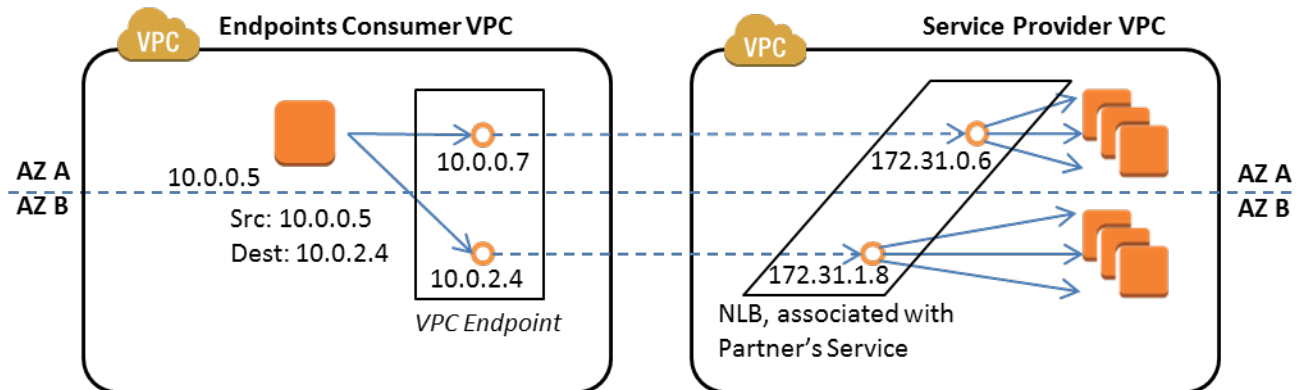 Endpoints Consumer VPC
Service Provider VPC
VPC
VPC
10.0.0.7
172.31.0.6
AZ A
10.0.0.5
AZ A
AZ B
AZ B
Src: 10.0.0.5
Dest: 10.0.2.4
10.0.2.4
172.31.1.8
VPC Endpoint
NLB, associated with
Partner's Service